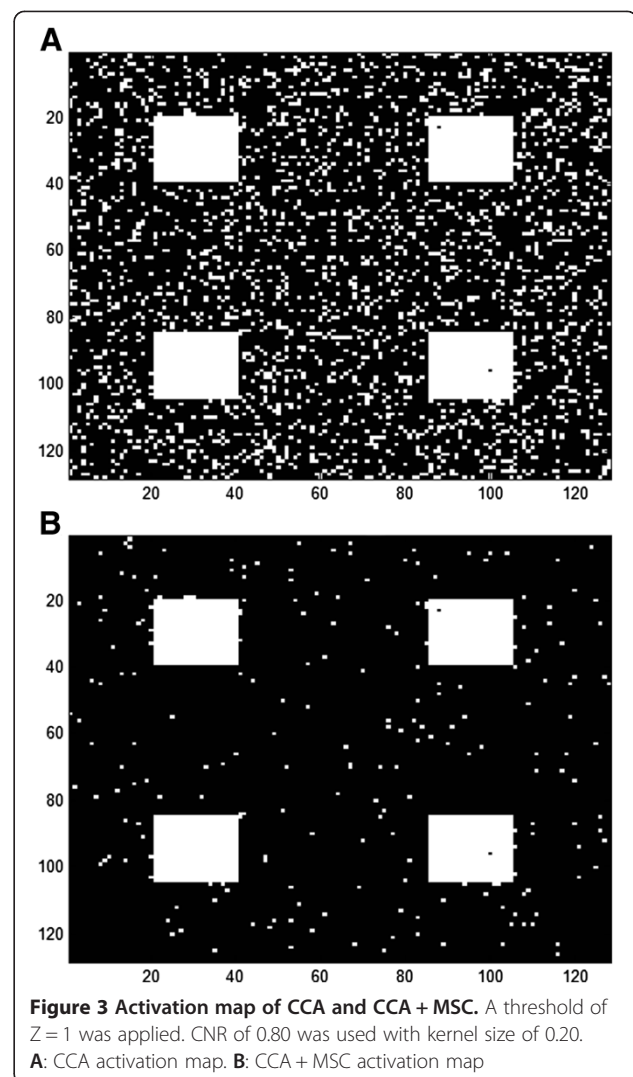 A
20
40
60
80
100
120
20 40 60 80 100 120
B
20
40
60
80
100
120
20 40 60 80 100 120
Figure 3 Activation map of CCA and CCA + MSC. A threshold of
Z = 1 was applied. CNR of 0.80 was used with kernel size of 0.20.
A: CCA activation map. B: CCA + MSC activation map